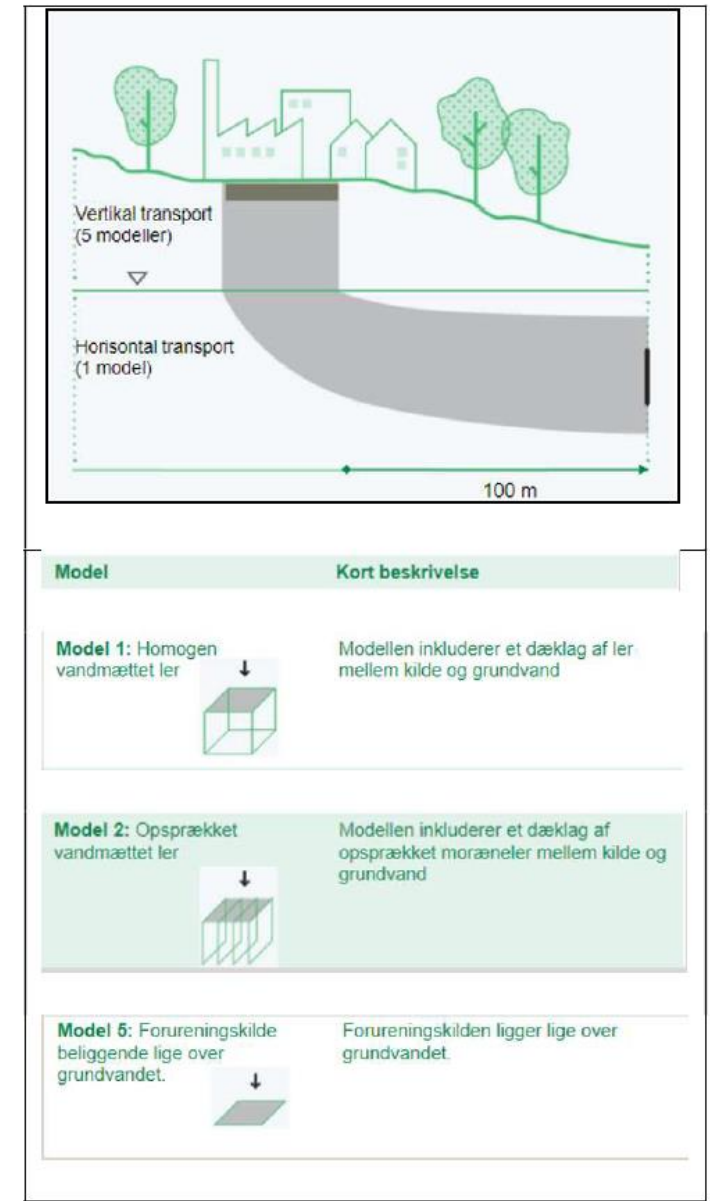 Vertikal transport
(5 modeller)
Horisontal transport
(1 model)
100 m
Model Kort beskrivelse
Model 1: Homogen
vandmættet ler
Modellen inkluderer et dæklag af ler
mellem kilde og grundvand
Model 2: Opsprækket
vandmættet ler
Modellen inkluderer et dæklag af
opsprækket moræneler mellem kilde og
grundvand
Model 5: Forureningskilde
beliggende lige over
grundvandet.
Forureningskilden ligger lige over
grundvandet.